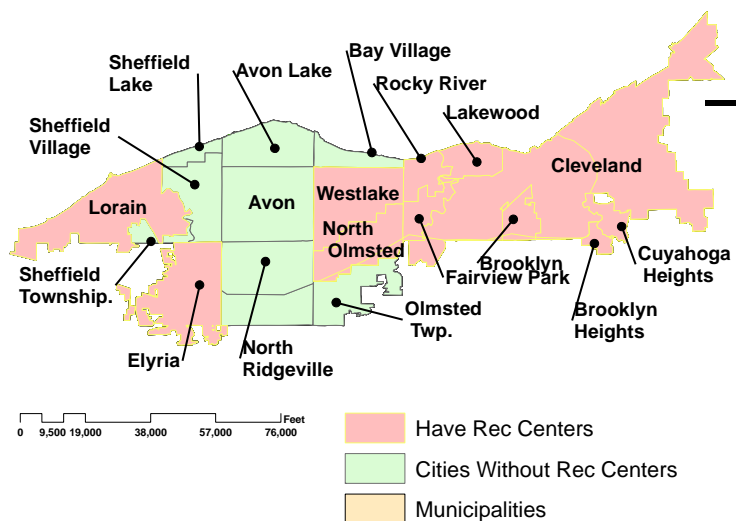 Sheffield
Lake
Avon Lake
Bay Village
Rocky River
Lakewood
Sheffield
Village
Cleveland
Westlake
Lorain
Avon
North
Olmsted
Sheffield
Township.
Brooklyn
Fairview Park
Cuyahoga
Heights
Olmsted
Twp.
Brooklyn
Heights
Elyria
North
Ridgeville
Feet
0 9,500 19,000 38,000 57,000 76,000
Have Rec Centers
Cities Without Rec Centers
Municipalities